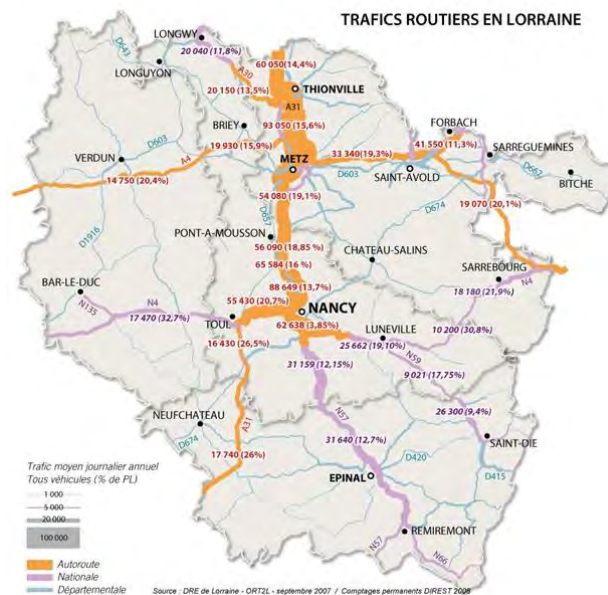 TRAFICS ROUTIERS EN LORRAINE
LONGWY
20 040 (11,8%)
D643
LONGUYON
60 050(14,4%)
A30
20 150 (13,5%)
THIONVILLE
A31
BRIEY
93 050 (15,6%)
FORBACH
41 550 (11,3%)
D603
19 930 (15,9%)
VERDUN
A4
METZ
33 340(19,3%)
SARREGUEMINES
14 750 (20,4%)
D603
SAINT-AVOLD
D662
BITCHE
54 080 (19,1%)
D657
D674
19 070 (20,1%)
D1916
PONT-A-MOUSSON
56 090 (18,85 %)
CHATEAU-SALINS
65 584 (16 %)
SARREBOURG
BAR-LE-DUC
88 649 (13,7%)
18 180 (21,9%)
N4
N135
N4
55 430 (20,7%)
NANCY
17 470 (32,7%)
TOUL
62 638 (3,85%)
LUNEVILLE
10 200 (30,8%)
16 430 (26,5%)
25 662 (19,10%)
N59
31 159 (12,15%)
9 021 (17,75%)
NEUFCHATEAU
N57
26 300 (9,4%)
D674
A31
31 640 (12,7%)
SAINT-DIE
17 740 (26%)
D420
D415
EPINAL
REMIREMONT
N57
N66
Trafic moyen journalier annuel
Tous véhicules (% de PL)
1 000
5 000
20 000
100 000
Autoroute
Nationale
Départementale
Source : DRE de Lorraine - ORT2L - septembre 2007 / Comptages permanents DIREST 2008